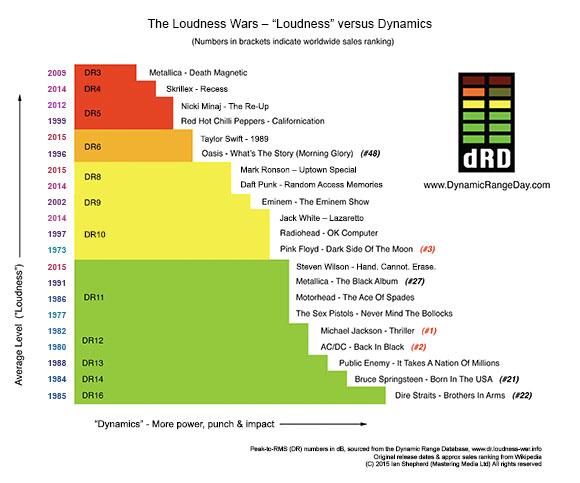 The Loudness Wars – “Loudness” versus Dynamics
(Numbers in brackets indicate worldwide sales ranking)
2009 DR3 Metallica - Death Magnetic
2014 DR4 Skrillex - Recess
2012 Nicki Minaj - The Re-Up
DR5
1999 Red Hot Chilli Peppers - Californication
2015 Taylor Swift - 1989
DR6
1996 Oasis - What's The Story (Morning Glory) (#48)
2015 Mark Ronson – Uptown Special
DR8
2014 Daft Punk - Random Access Memories
2002 DR9 Eminem - The Eminem Show
2014 Jack White – Lazaretto
1997 DR10 Radiohead - OK Computer
1973 Pink Floyd - Dark Side Of The Moon (#3)
2015 Steven Wilson - Hand. Cannot. Erase.
1991 Metallica - The Black Album (#27)
DR11
1986 Motorhead - The Ace Of Spades
1977 The Sex Pistols - Never Mind The Bollocks
1982 Michael Jackson - Thriller (#1)
DR12
1980 AC/DC - Back In Black (#2)
1988 DR13 Public Enemy - It Takes A Nation Of Millions
1984 DR14 Bruce Springsteen - Born In The USA (#21)
1985 DR16 Dire Straits - Brothers In Arms (#22)
dRD
www.DynamicRangeDay.com
Average Level ("Loudness")
"Dynamics" - More power, punch & impact
Peak-to-RMS (DR) numbers in dB, sourced from the Dynamic Range Database, www.dr.loudness-war.info
Original release dates & approx sales ranking from Wikipedia
(C) 2015 Ian Shepherd (Mastering Media Ltd) All rights reserved